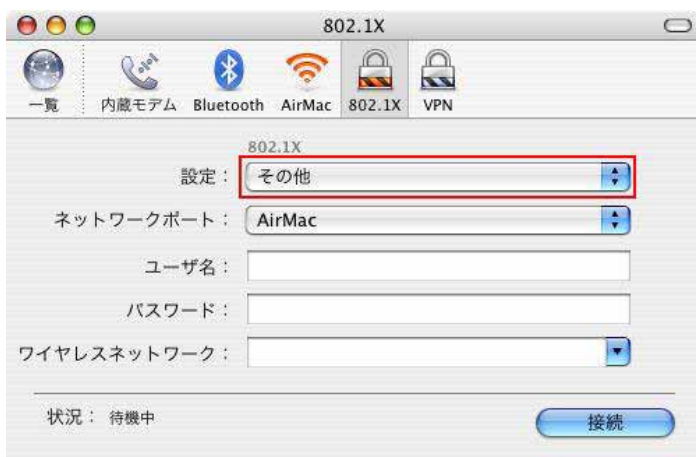 802.1X
一覧 内蔵モデム Bluetooth AirMac 802.1X VPN
802.1X
設定： その他
ネットワークポート： AirMac
ユーザ名：
パスワード：
ワイヤレスネットワーク：
状況： 待機中 接続